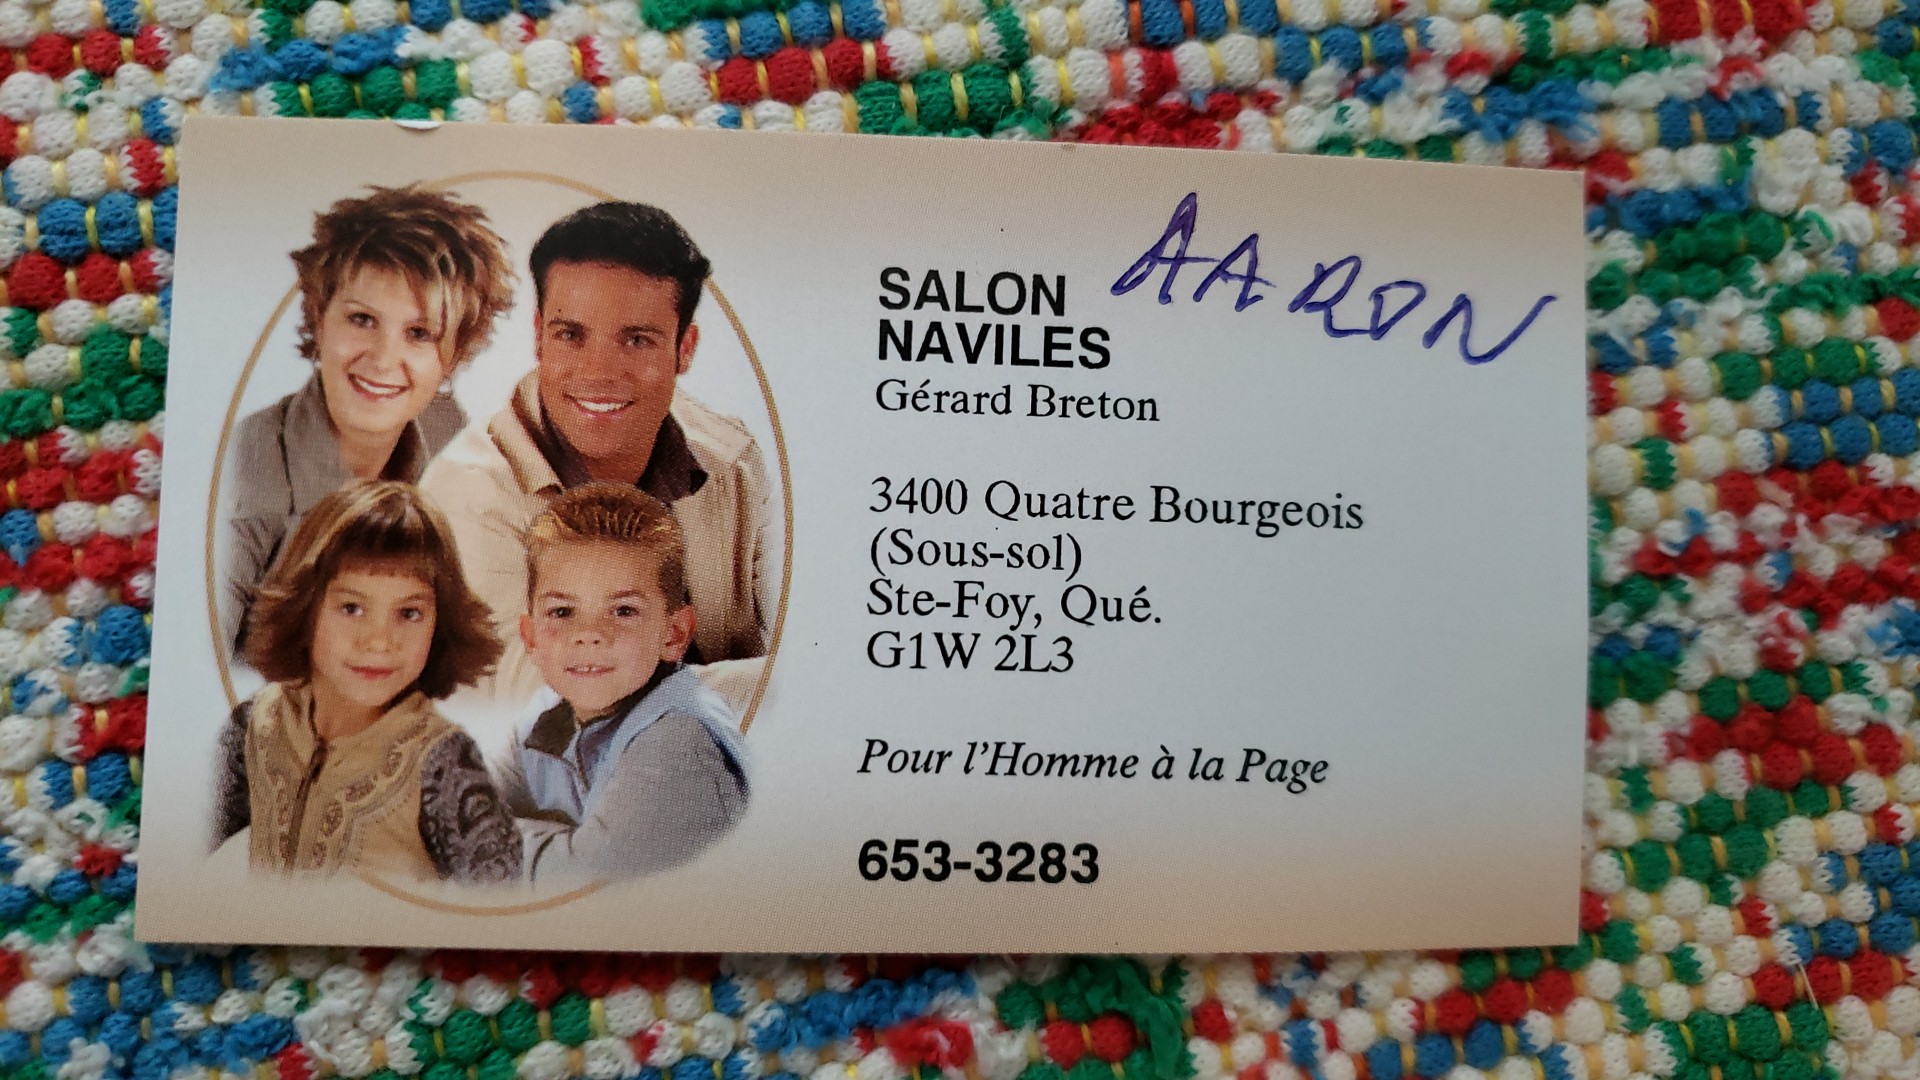 AARON
SALON
NAVILES
Gérard Breton
3400 Quatre Bourgeois
(Sous-sol)
Ste-Foy, Qué.
G1W 2L3
Pour l'Homme à la Page
653-3283